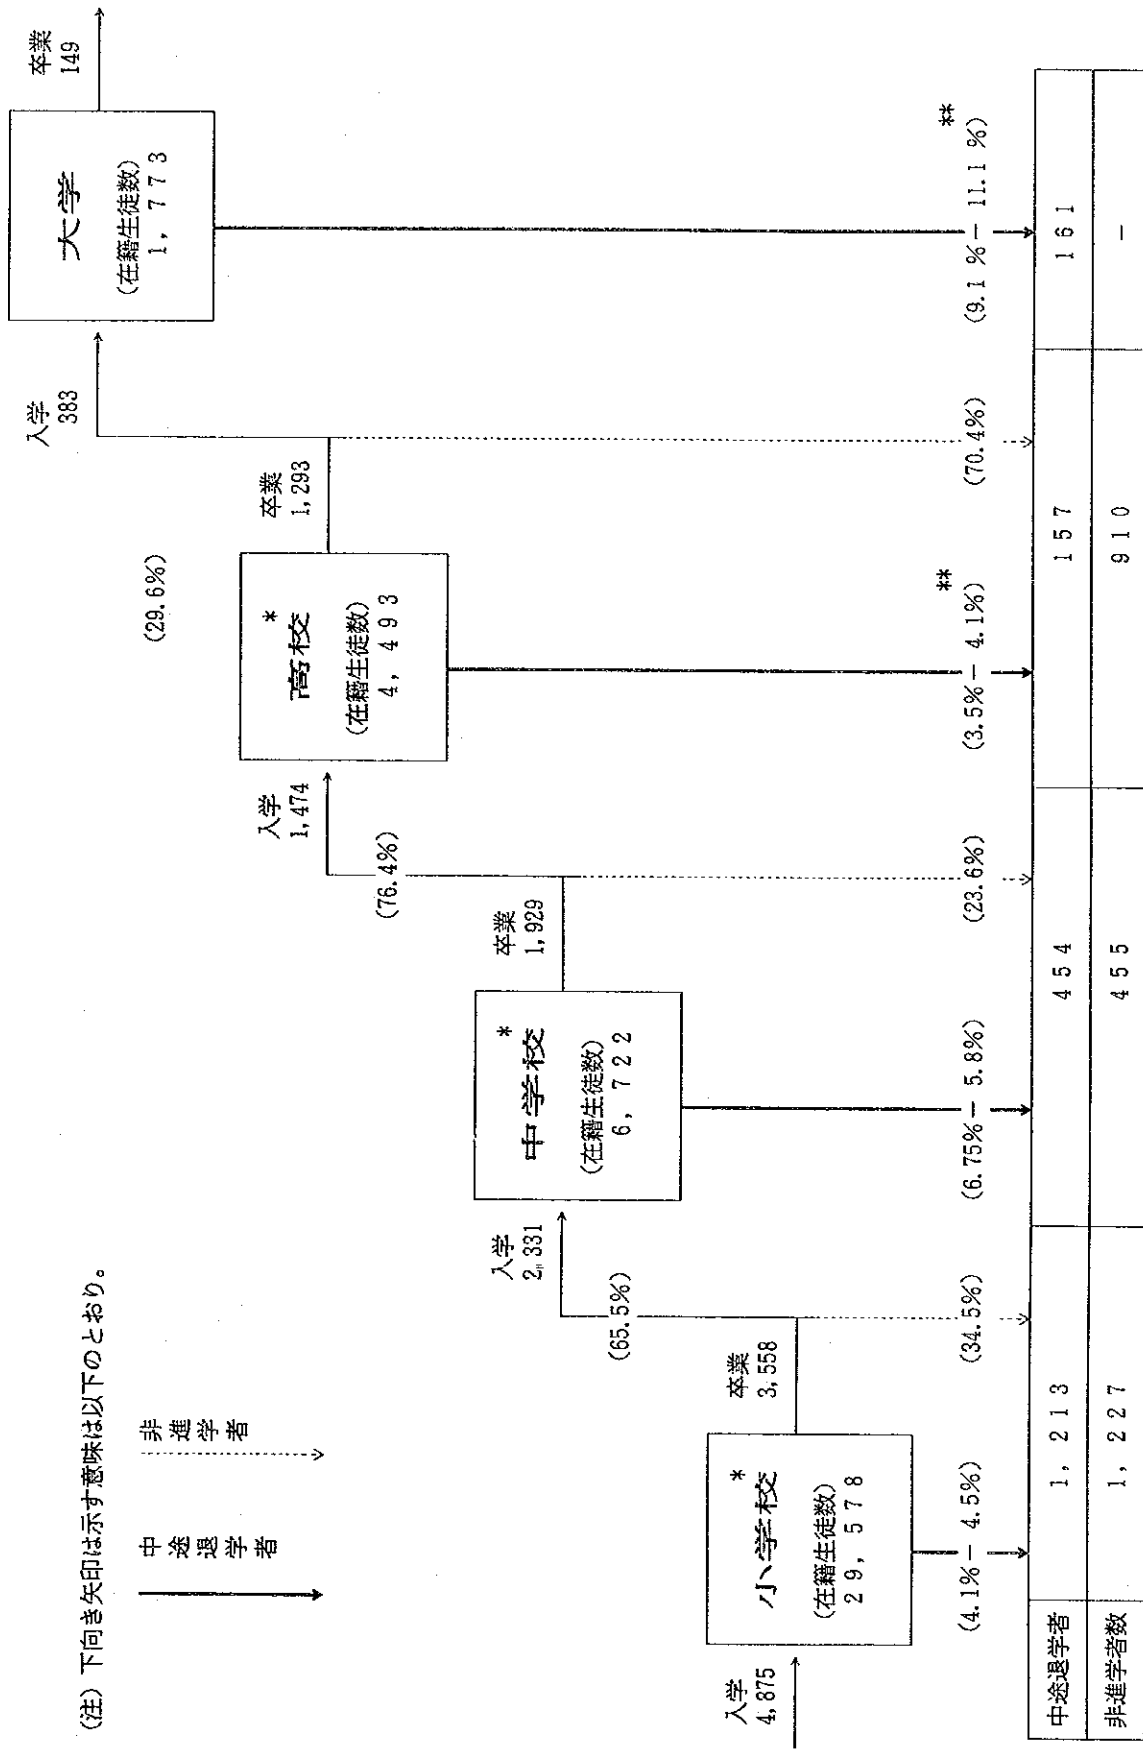 (注) 下向き矢印は示す意味は以下のとおり。
中途退学者
非進学者
入学
4,875
小学校 *
(在籍生徒数)
29,578
卒業
3,558
(65.5%)
入学
2,331
中学校 *
(在籍生徒数)
6,722
卒業
1,929
(76.4%)
入学
1,474
高校 *
(在籍生徒数)
4,493
卒業
1,293
(29.6%)
入学
383
大学
(在籍生徒数)
1,773
卒業
149
(4.1% - 4.5%)
(34.5%)
(6.75% - 5.8%)
(23.6%)
(3.5% - 4.1%) **
(70.4%)
(9.1% - 11.1%) **
中途退学者 1,213 454 157 161
非進学者数 1,227 455 910 -